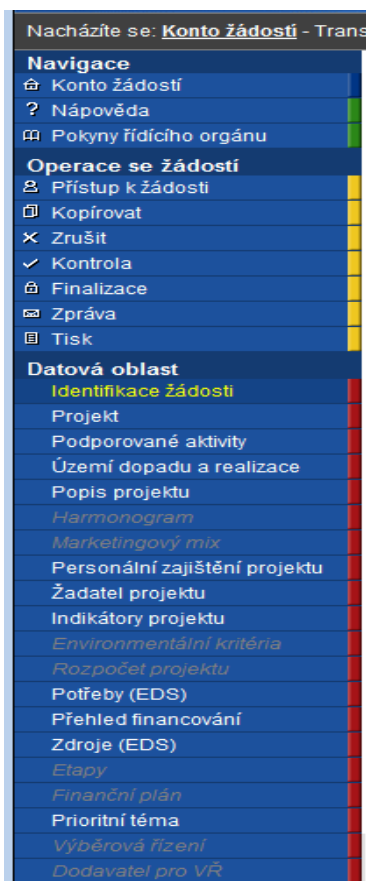 Nacházíte se: Konto žádostí - Trans
Navigace
Konto žádostí
? Nápověda
Pokyny řídícího orgánu
Operace se žádostí
Přístup k žádosti
Kopírovat
Zrušit
Kontrola
Finalizace
Zpráva
Tisk
Datová oblast
Identifikace žádosti
Projekt
Podporované aktivity
Území dopadu a realizace
Popis projektu
Harmonogram
Marketingový mix
Personální zajištění projektu
Žadatel projektu
Indikátory projektu
Environmentální kritéria
Rozpočet projektu
Potřeby (EDS)
Přehled financování
Zdroje (EDS)
Etapy
Finanční plán
Prioritní téma
Výběrová řízení
Dodavatel pro VŘ